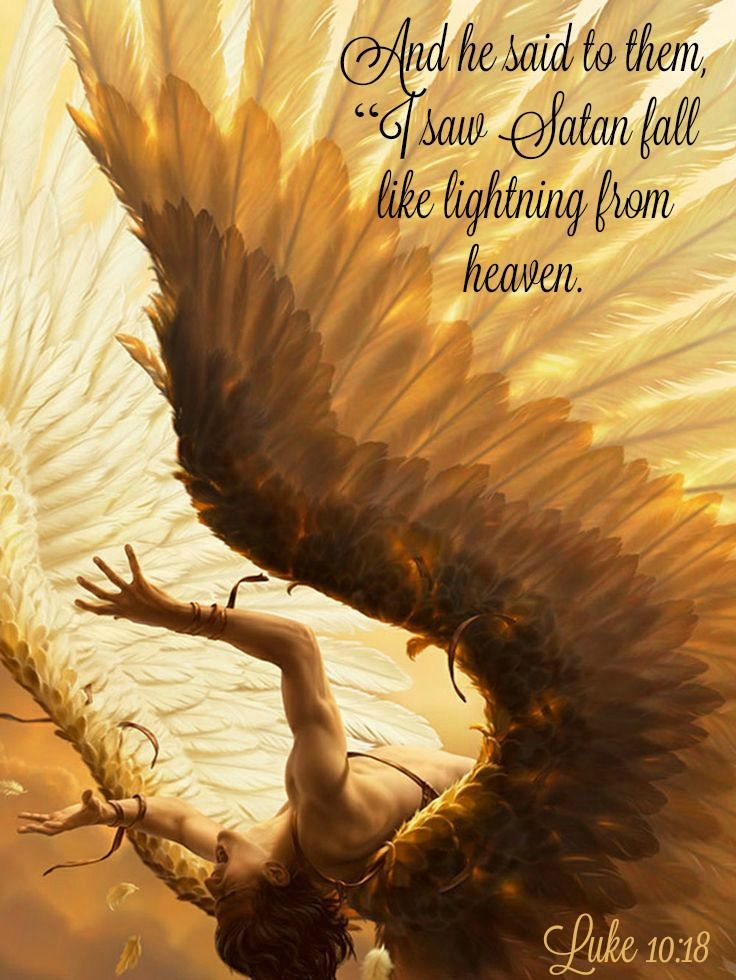 And he said to them,
“I saw Satan fall
like lightning from
heaven.
Luke 10:18